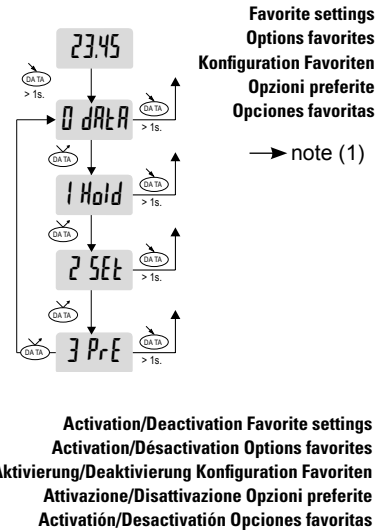 Favorite settings
Options favorites
Konfiguration Favoriten
Opzioni preferite
Opciones favoritas
note (1)
23.45
DATA
> 1s.
0 dAtA
DATA
> 1s.
DATA
1 Hold
DATA
> 1s.
DATA
2 SEt
DATA
> 1s.
DATA
DATA
3 PrE
DATA
> 1s.
Activation/Deactivation Favorite settings
Activation/Désactivation Options favorites
Aktivierung/Deaktivierung Konfiguration Favoriten
Attivazione/Disattivazione Opzioni preferite
Activatión/Desactivatión Opciones favoritas